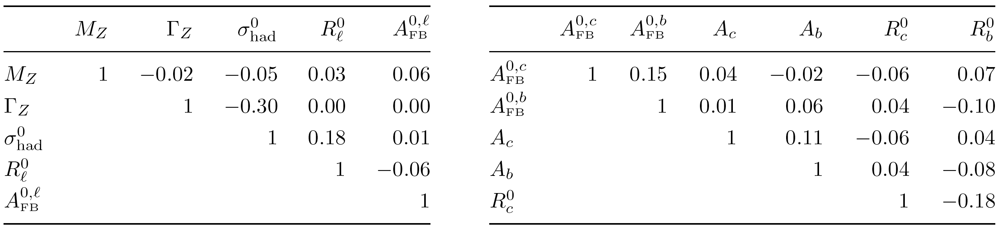 M_Z Γ_Z σ^0_had R^0_ℓ A^{0,ℓ}_FB
M_Z 1 −0.02 −0.05 0.03 0.06
Γ_Z 1 −0.30 0.00 0.00
σ^0_had 1 0.18 0.01
R^0_ℓ 1 −0.06
A^{0,ℓ}_FB 1
A^{0,c}_FB A^{0,b}_FB A_c A_b R^0_c R^0_b
A^{0,c}_FB 1 0.15 0.04 −0.02 −0.06 0.07
A^{0,b}_FB 1 0.01 0.06 0.04 −0.10
A_c 1 0.11 −0.06 0.04
A_b 1 0.04 −0.08
R^0_c 1 −0.18